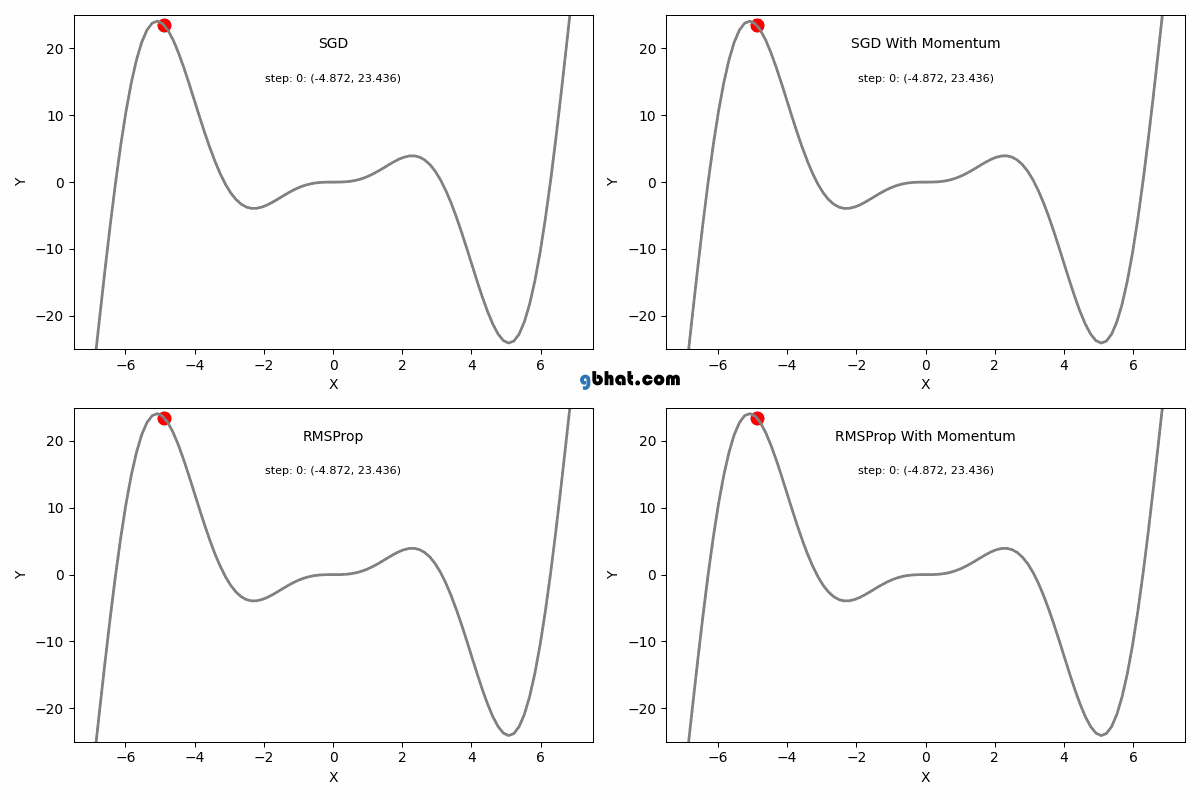 SGD
step: 0: (-4.872, 23.436)
20
10
0
−10
−20
−6 −4 −2 0 2 4 6
X
Y
SGD With Momentum
step: 0: (-4.872, 23.436)
20
10
0
−10
−20
−6 −4 −2 0 2 4 6
X
Y
gbhat.com
RMSProp
step: 0: (-4.872, 23.436)
20
10
0
−10
−20
−6 −4 −2 0 2 4 6
X
Y
RMSProp With Momentum
step: 0: (-4.872, 23.436)
20
10
0
−10
−20
−6 −4 −2 0 2 4 6
X
Y